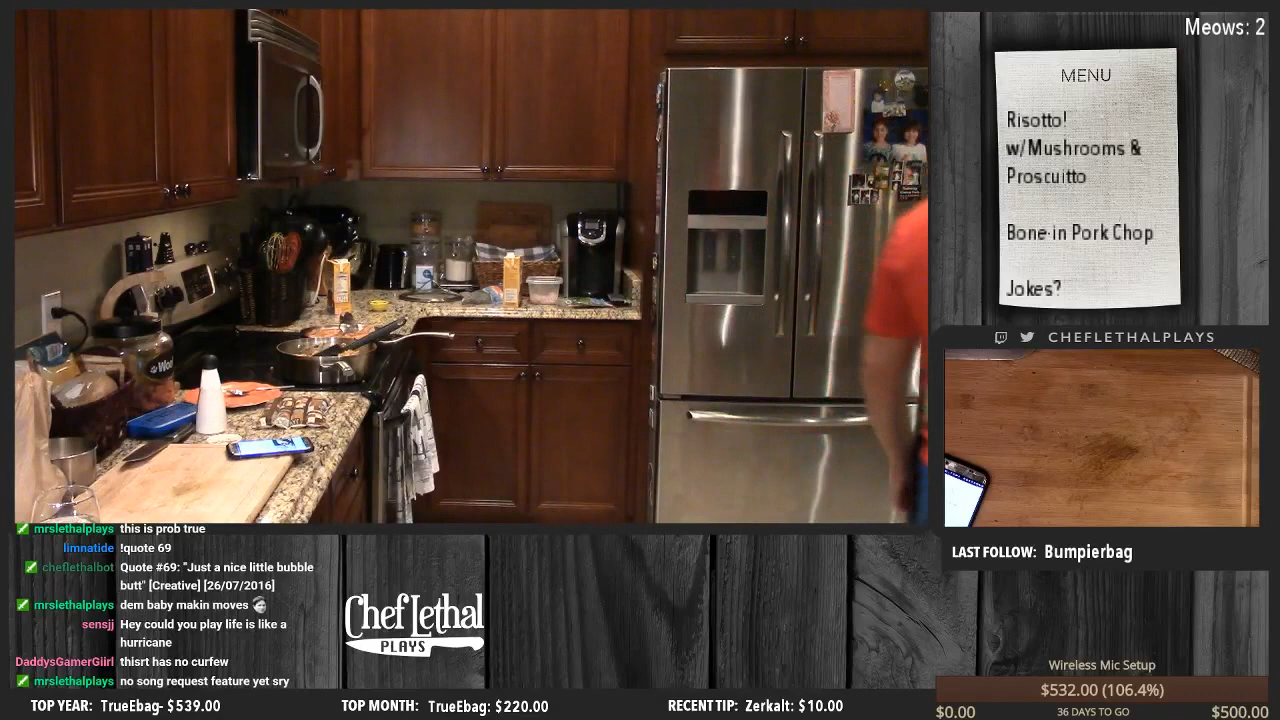 Meows: 2
MENU
Risotto!
w/Mushrooms &
Proscuitto
Bone-in Pork Chop
Jokes?
CHEFLETHALPLAYS
LAST FOLLOW: Bumpierbag
mrslethalplays this is prob true
limnatide !quote 69
cheflethalbot Quote #69: "Just a nice little bubble
butt" [Creative] [26/07/2016]
mrslethalplays dem baby makin moves
sensjj Hey could you play life is like a
hurricane
DaddysGamerGiirl thisrt has no curfew
mrslethalplays no song request feature yet sry
Chef Lethal
PLAYS
Wireless Mic Setup
$532.00 (106.4%)
$0.00 36 DAYS TO GO $500.00
TOP YEAR: TrueEbag- $539.00 TOP MONTH: TrueEbag: $220.00 RECENT TIP: Zerkalt: $10.00